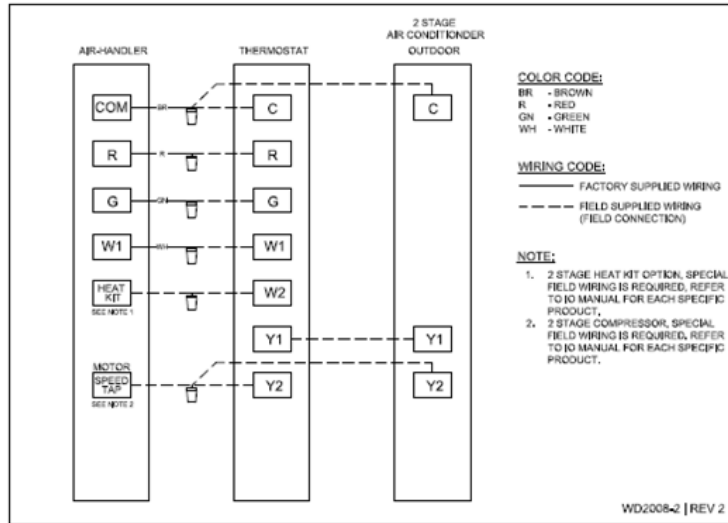 2 STAGE
AIR CONDITIONDER
AIR-HANDLER THERMOSTAT OUTDOOR
COM BR C C
R R R
G GN G
W1 WH W1
HEAT
KIT W2
SEE NOTE 1
Y1 Y1
MOTOR
SPEED
TAP Y2 Y2
SEE NOTE 2
COLOR CODE:
BR - BROWN
R - RED
GN - GREEN
WH - WHITE
WIRING CODE:
FACTORY SUPPLIED WIRING
FIELD SUPPLIED WIRING
(FIELD CONNECTION)
NOTE:
1. 2 STAGE HEAT KIT OPTION, SPECIAL
FIELD WIRING IS REQUIRED, REFER
TO IO MANUAL FOR EACH SPECIFIC
PRODUCT.
2. 2 STAGE COMPRESSOR, SPECIAL
FIELD WIRING IS REQUIRED, REFER
TO IO MANUAL FOR EACH SPECIFIC
PRODUCT.
WD2008-2 | REV 2